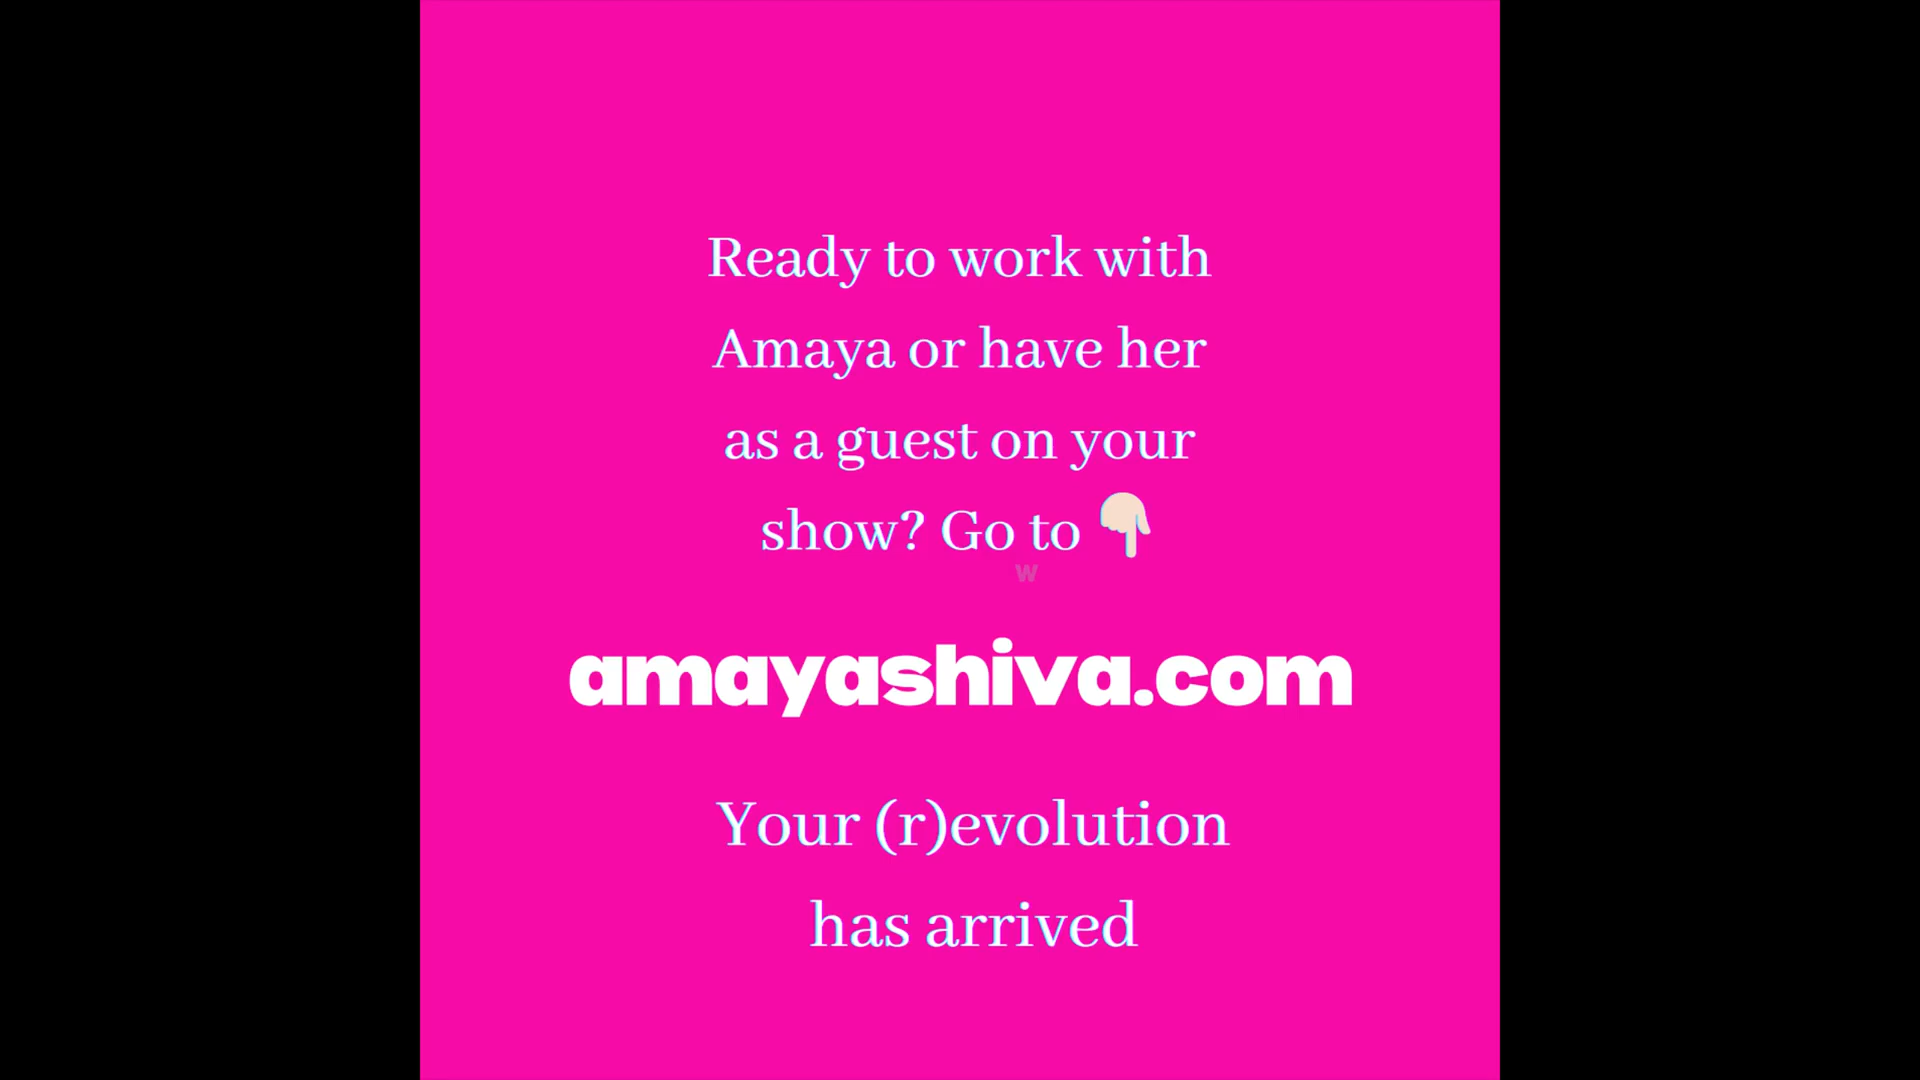 Ready to work with
Amaya or have her
as a guest on your
show? Go to 👇🏻
w
amayashiva.com
Your (r)evolution
has arrived